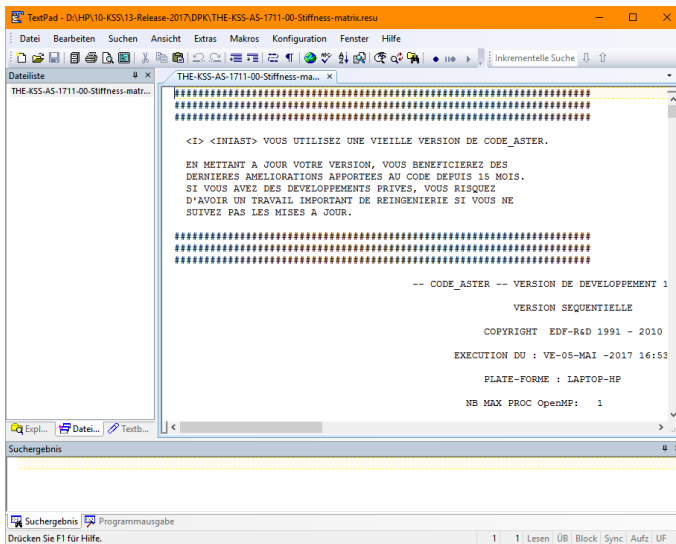 TextPad - D:\HP\10-KSS\13-Release-2017\DPK\THE-KSS-AS-1711-00-Stiffness-matrix.resu
Datei Bearbeiten Suchen Ansicht Extras Makros Konfiguration Fenster Hilfe
Inkrementelle Suche
Dateiliste
THE-KSS-AS-1711-00-Stiffness-ma...
THE-KSS-AS-1711-00-Stiffness-matr...
######################################################################
######################################################################
######################################################################
<I> <INIAST> VOUS UTILISEZ UNE VIEILLE VERSION DE CODE_ASTER.
EN METTANT A JOUR VOTRE VERSION, VOUS BENEFICIEREZ DES
DERNIERES AMELIORATIONS APPORTEES AU CODE DEPUIS 15 MOIS.
SI VOUS AVEZ DES DEVELOPPEMENTS PRIVES, VOUS RISQUEZ
D'AVOIR UN TRAVAIL IMPORTANT DE REINGENIERIE SI VOUS NE
SUIVEZ PAS LES MISES A JOUR.
######################################################################
######################################################################
######################################################################
-- CODE_ASTER -- VERSION DE DEVELOPPEMENT 1
VERSION SEQUENTIELLE
COPYRIGHT EDF-R&D 1991 - 2010
EXECUTION DU : VE-05-MAI -2017 16:53
PLATE-FORME : LAPTOP-HP
NB MAX PROC OpenMP: 1
Expl... Datei... Textb...
Suchergebnis
Suchergebnis Programmausgabe
Drücken Sie F1 für Hilfe. 1 1 Lesen ÜB Block Sync Aufz UF